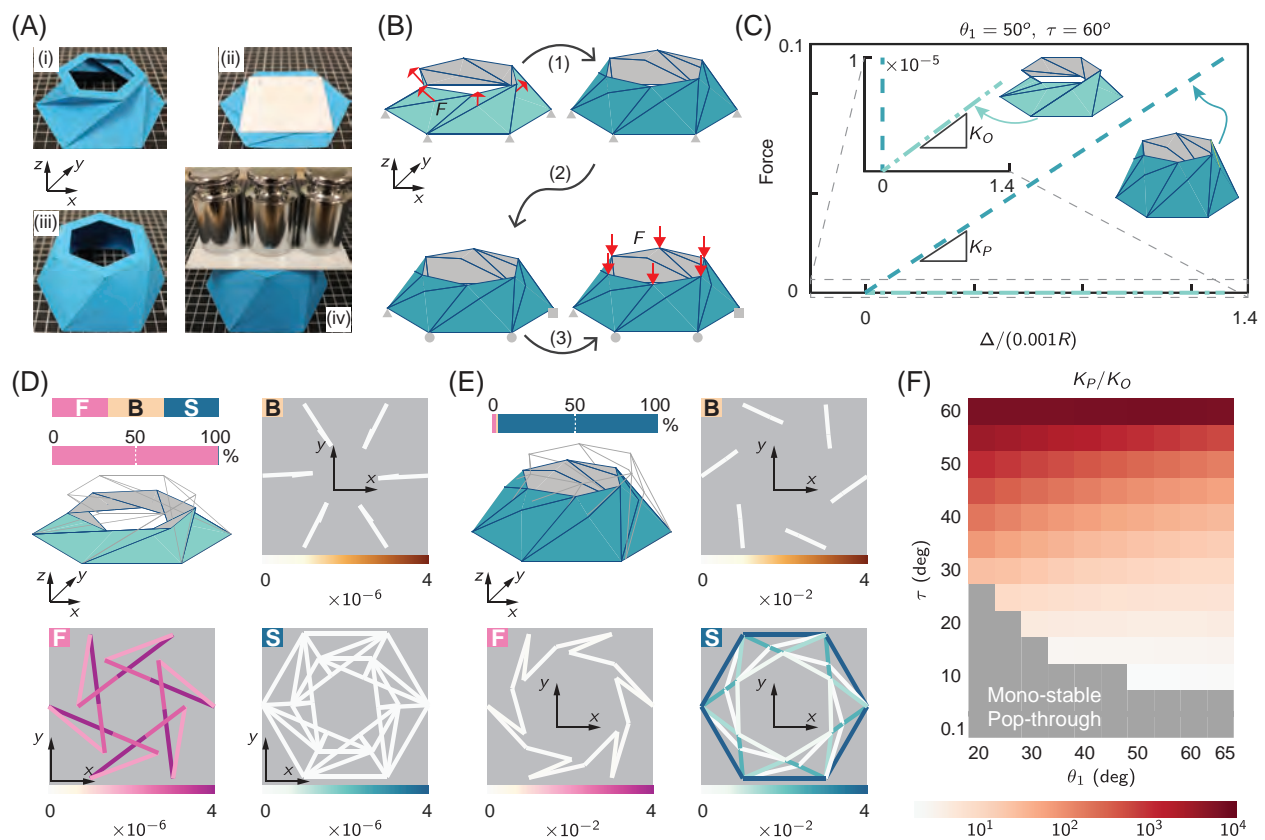 (A)
(i)
(ii)
(iii)
(iv)
z
y
x
(B)
F
(1)
(2)
z
y
x
F
(3)
(C)
θ₁ = 50°, τ = 60°
0.1
Force
0
1
×10⁻⁵
K_O
0
1.4
K_P
0
1.4
Δ/(0.001R)
(D)
F B S
0 50 100
%
z
y
x
B
y
x
0 4
×10⁻⁶
F
y
x
0 4
×10⁻⁶
S
y
x
0 4
×10⁻⁶
(E)
0 50 100
%
z
y
x
B
y
x
0 4
×10⁻²
F
y
x
0 4
×10⁻²
S
y
x
0 4
×10⁻²
(F)
K_P/K_O
60
50
40
30
20
10
0.1
τ (deg)
Mono-stable
Pop-through
20 30 40 50 60 65
θ₁ (deg)
10¹ 10² 10³ 10⁴